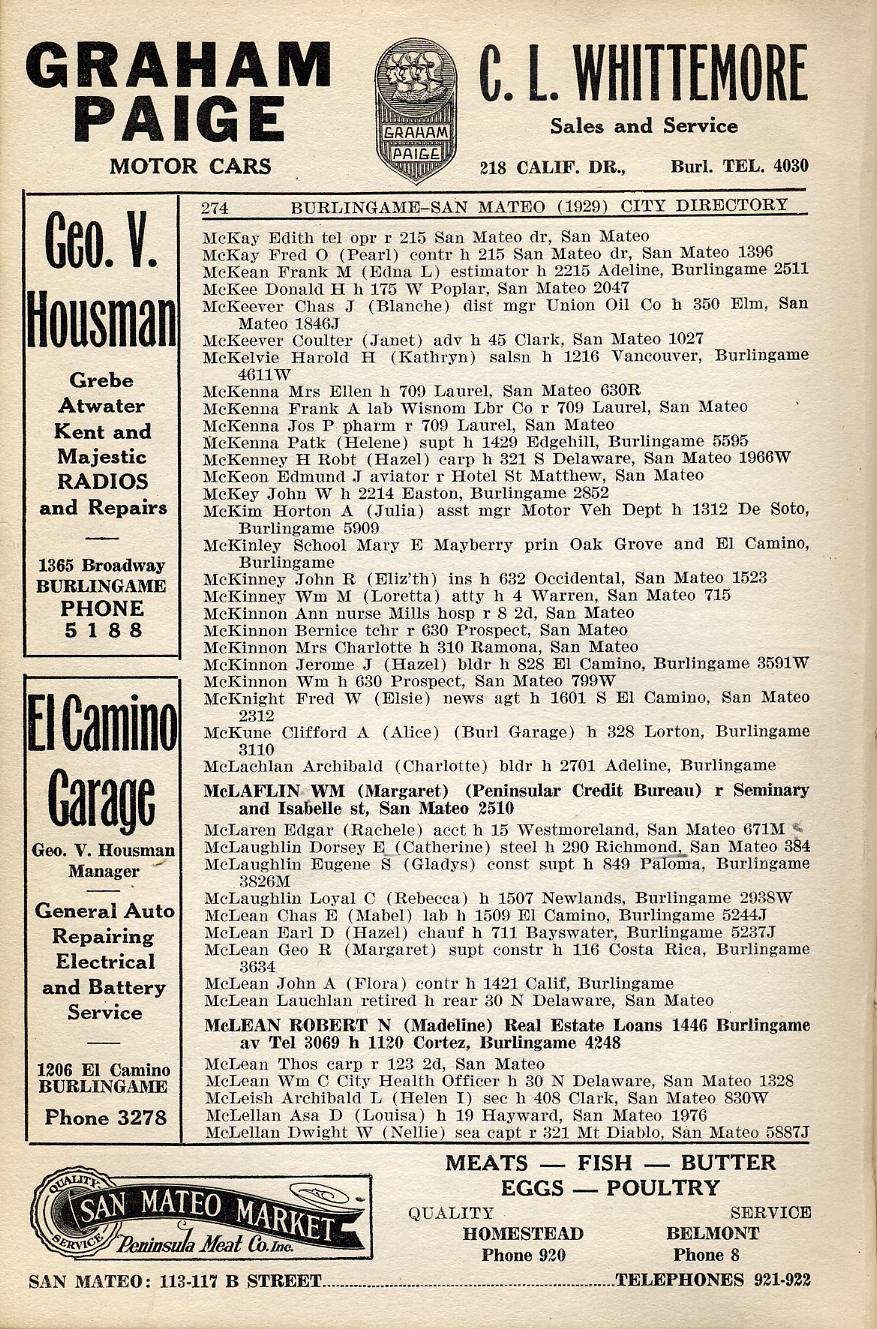 GRAHAM
PAIGE
MOTOR CARS
GRAHAM
PAIGE
C. L. WHITTEMORE
Sales and Service
218 CALIF. DR., Burl. TEL. 4030
Geo. V.
Housman
Grebe
Atwater
Kent and
Majestic
RADIOS
and Repairs
1365 Broadway
BURLINGAME
PHONE
5 1 8 8
El Camino
Garage
Geo. V. Housman
Manager
General Auto
Repairing
Electrical
and Battery
Service
1206 El Camino
BURLINGAME
Phone 3278
274 BURLINGAME-SAN MATEO (1929) CITY DIRECTORY
McKay Edith tel opr r 215 San Mateo dr, San Mateo
McKay Fred O (Pearl) contr h 215 San Mateo dr, San Mateo 1396
McKean Frank M (Edna L) estimator h 2215 Adeline, Burlingame 2511
McKee Donald H h 175 W Poplar, San Mateo 2047
McKeever Chas J (Blanche) dist mgr Union Oil Co h 350 Elm, San
Mateo 1846J
McKeever Coulter (Janet) adv h 45 Clark, San Mateo 1027
McKelvie Harold H (Kathryn) salsn h 1216 Vancouver, Burlingame
4611W
McKenna Mrs Ellen h 709 Laurel, San Mateo 630R
McKenna Frank A lab Wisnom Lbr Co r 709 Laurel, San Mateo
McKenna Jos P pharm r 709 Laurel, San Mateo
McKenna Patk (Helene) supt h 1429 Edgehill, Burlingame 5595
McKenney H Robt (Hazel) carp h 321 S Delaware, San Mateo 1966W
McKeon Edmund J aviator r Hotel St Matthew, San Mateo
McKey John W h 2214 Easton, Burlingame 2852
McKim Horton A (Julia) asst mgr Motor Veh Dept h 1312 De Soto,
Burlingame 5909
McKinley School Mary E Mayberry prin Oak Grove and El Camino,
Burlingame
McKinney John R (Eliz'th) ins h 632 Occidental, San Mateo 1523
McKinney Wm M (Loretta) atty h 4 Warren, San Mateo 715
McKinnon Ann nurse Mills hosp r 8 2d, San Mateo
McKinnon Bernice tchr r 630 Prospect, San Mateo
McKinnon Mrs Charlotte h 310 Ramona, San Mateo
McKinnon Jerome J (Hazel) bldr h 828 El Camino, Burlingame 3591W
McKinnon Wm h 630 Prospect, San Mateo 799W
McKnight Fred W (Elsie) news agt h 1601 S El Camino, San Mateo
2312
McKune Clifford A (Alice) (Burl Garage) h 328 Lorton, Burlingame
3110
McLachlan Archibald (Charlotte) bldr h 2701 Adeline, Burlingame
McLAFLIN WM (Margaret) (Peninsular Credit Bureau) r Seminary
and Isabelle st, San Mateo 2510
McLaren Edgar (Rachele) acct h 15 Westmoreland, San Mateo 671M
McLaughlin Dorsey E (Catherine) steel h 290 Richmond, San Mateo 384
McLaughlin Eugene S (Gladys) const supt h 849 Paloma, Burlingame
3826M
McLaughlin Loyal C (Rebecca) h 1507 Newlands, Burlingame 2938W
McLean Chas E (Mabel) lab h 1509 El Camino, Burlingame 5244J
McLean Earl D (Hazel) chauf h 711 Bayswater, Burlingame 5237J
McLean Geo R (Margaret) supt constr h 116 Costa Rica, Burlingame
3634
McLean John A (Flora) contr h 1421 Calif, Burlingame
McLean Lauchlan retired h rear 30 N Delaware, San Mateo
McLEAN ROBERT N (Madeline) Real Estate Loans 1446 Burlingame
av Tel 3069 h 1120 Cortez, Burlingame 4248
McLean Thos carp r 123 2d, San Mateo
McLean Wm C City Health Officer h 30 N Delaware, San Mateo 1328
McLeish Archibald L (Helen I) sec h 408 Clark, San Mateo 830W
McLellan Asa D (Louisa) h 19 Hayward, San Mateo 1976
McLellan Dwight W (Nellie) sea capt r 321 Mt Diablo, San Mateo 5887J
QUALITY
SERVICE
SAN MATEO MARKET
Peninsula Meat Co. Inc.
MEATS — FISH — BUTTER
EGGS — POULTRY
QUALITY SERVICE
HOMESTEAD BELMONT
Phone 920 Phone 8
SAN MATEO: 113-117 B STREET........TELEPHONES 921-922